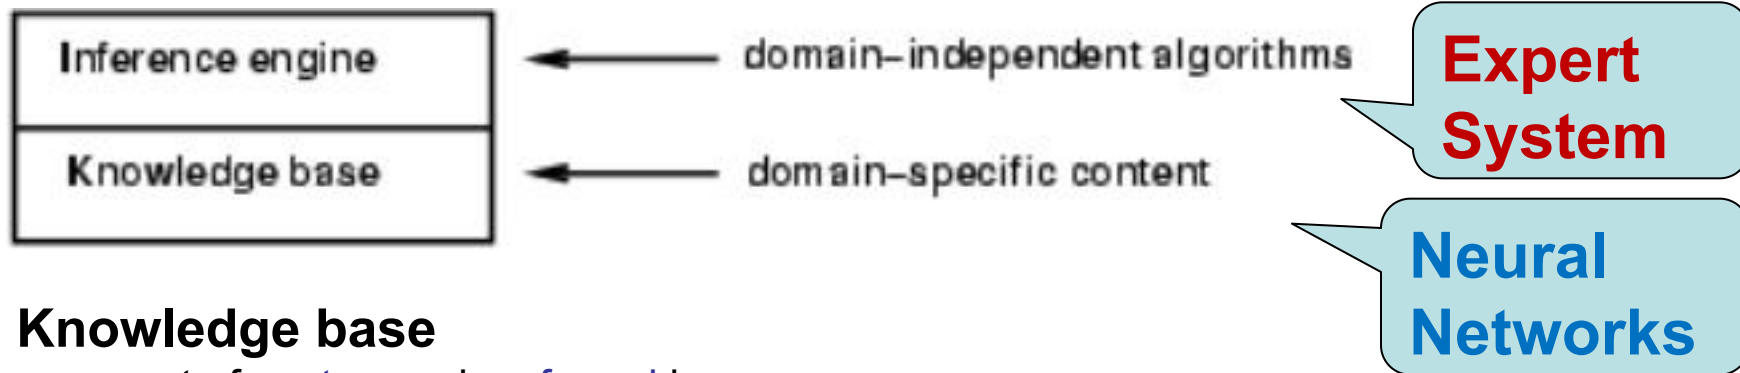 Inference engine
domain–independent algorithms
Expert
System
Knowledge base
domain–specific content
Neural
Networks
Knowledge base